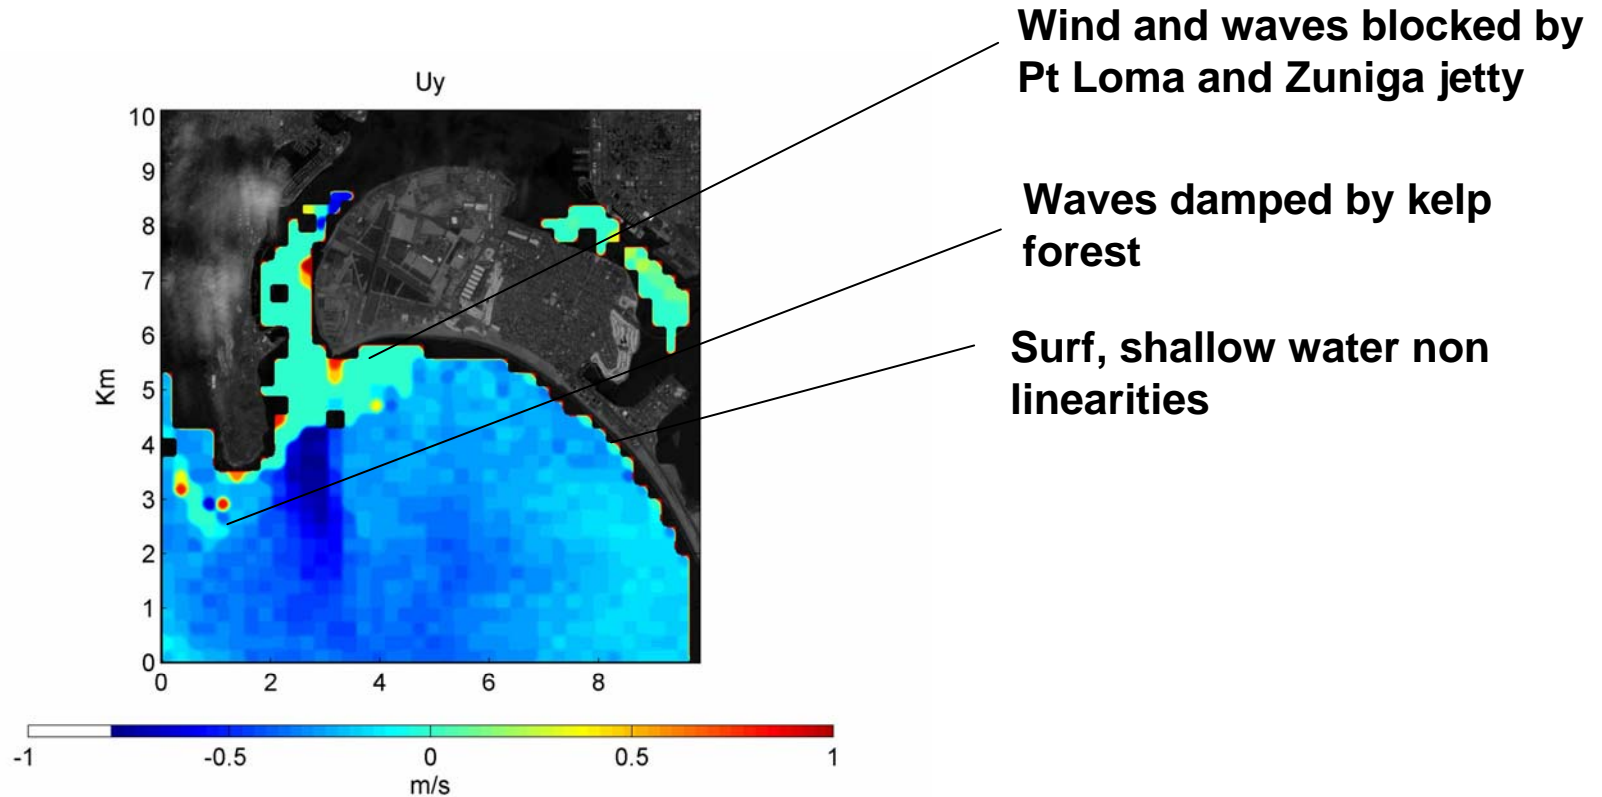 Wind and waves blocked by
Pt Loma and Zuniga jetty
Uy
10
9
8
7
6
5
4
3
2
1
0
Km
0 2 4 6 8
Waves damped by kelp
forest
Surf, shallow water non
linearities
-1 -0.5 0 0.5 1
m/s